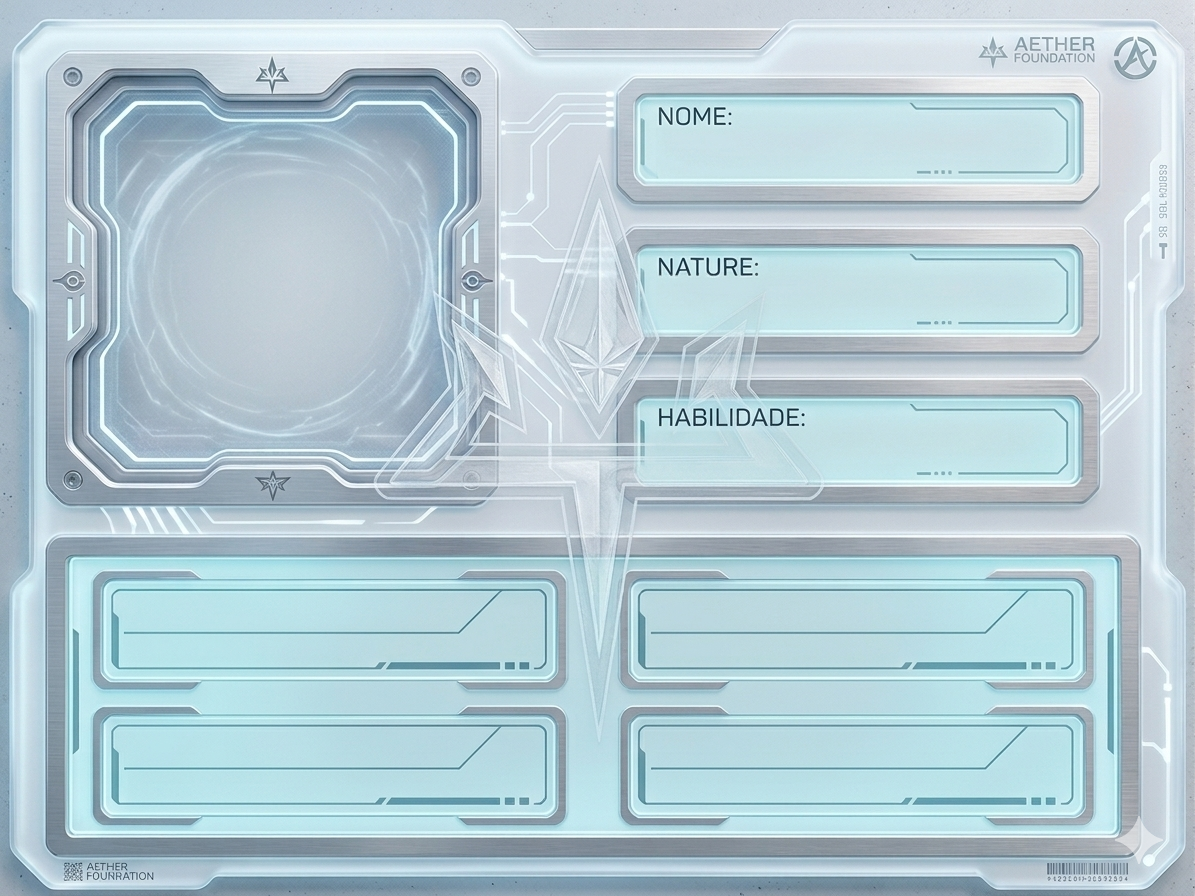 AETHER
FOUNDATION
NOME:
NATURE:
HABILIDADE:
AETHER
FOUNRATION